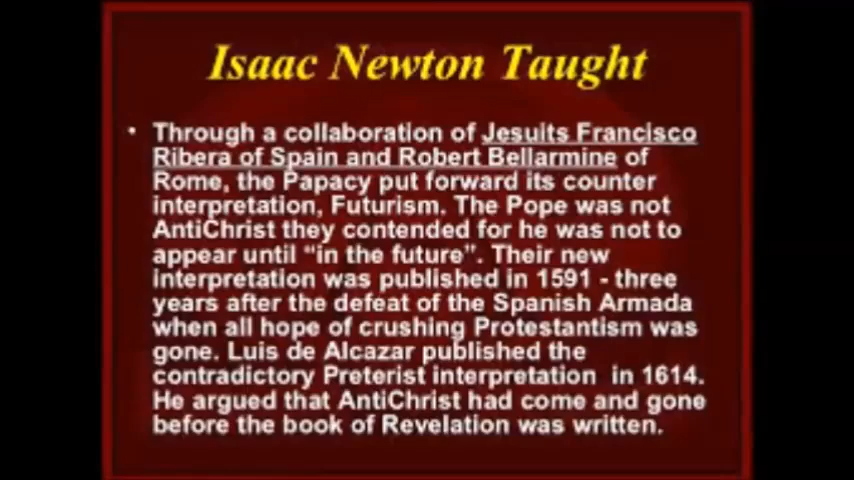 Isaac Newton Taught
• Through a collaboration of Jesuits Francisco
Ribera of Spain and Robert Bellarmine of
Rome, the Papacy put forward its counter
interpretation, Futurism. The Pope was not
AntiChrist they contended for he was not to
appear until “in the future”. Their new
interpretation was published in 1591 - three
years after the defeat of the Spanish Armada
when all hope of crushing Protestantism was
gone. Luis de Alcazar published the
contradictory Preterist interpretation in 1614.
He argued that AntiChrist had come and gone
before the book of Revelation was written.